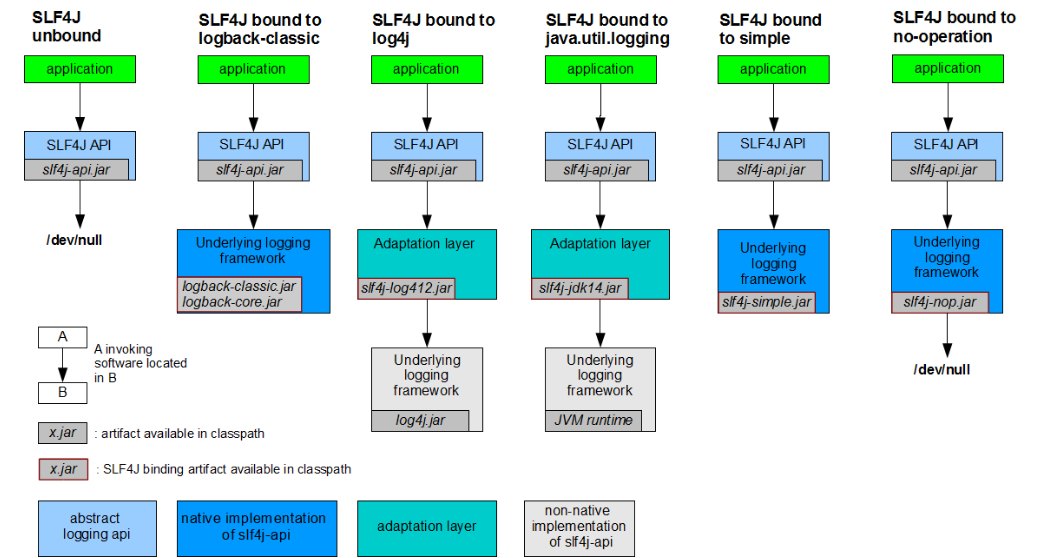 SLF4J
unbound
application
SLF4J API
slf4j-api.jar
/dev/null
SLF4J bound to
logback-classic
application
SLF4J API
slf4j-api.jar
Underlying logging
framework
logback-classic.jar
logback-core.jar
SLF4J bound to
log4j
application
SLF4J API
slf4j-api.jar
Adaptation layer
slf4j-log412.jar
Underlying
logging
framework
log4j.jar
SLF4J bound to
java.util.logging
application
SLF4J API
slf4j-api.jar
Adaptation layer
slf4j-jdk14.jar
Underlying
logging
framework
JVM runtime
SLF4J bound
to simple
application
SLF4J API
slf4j-api.jar
Underlying
logging
framework
slf4j-simple.jar
SLF4J bound to
no-operation
application
SLF4J API
slf4j-api.jar
Underlying
logging
framework
slf4j-nop.jar
/dev/null
A
B
A invoking
software located
in B
x.jar : artifact available in classpath
x.jar : SLF4J binding artifact available in classpath
abstract
logging api
native implementation
of slf4j-api
adaptation layer
non-native
implementation
of slf4j-api